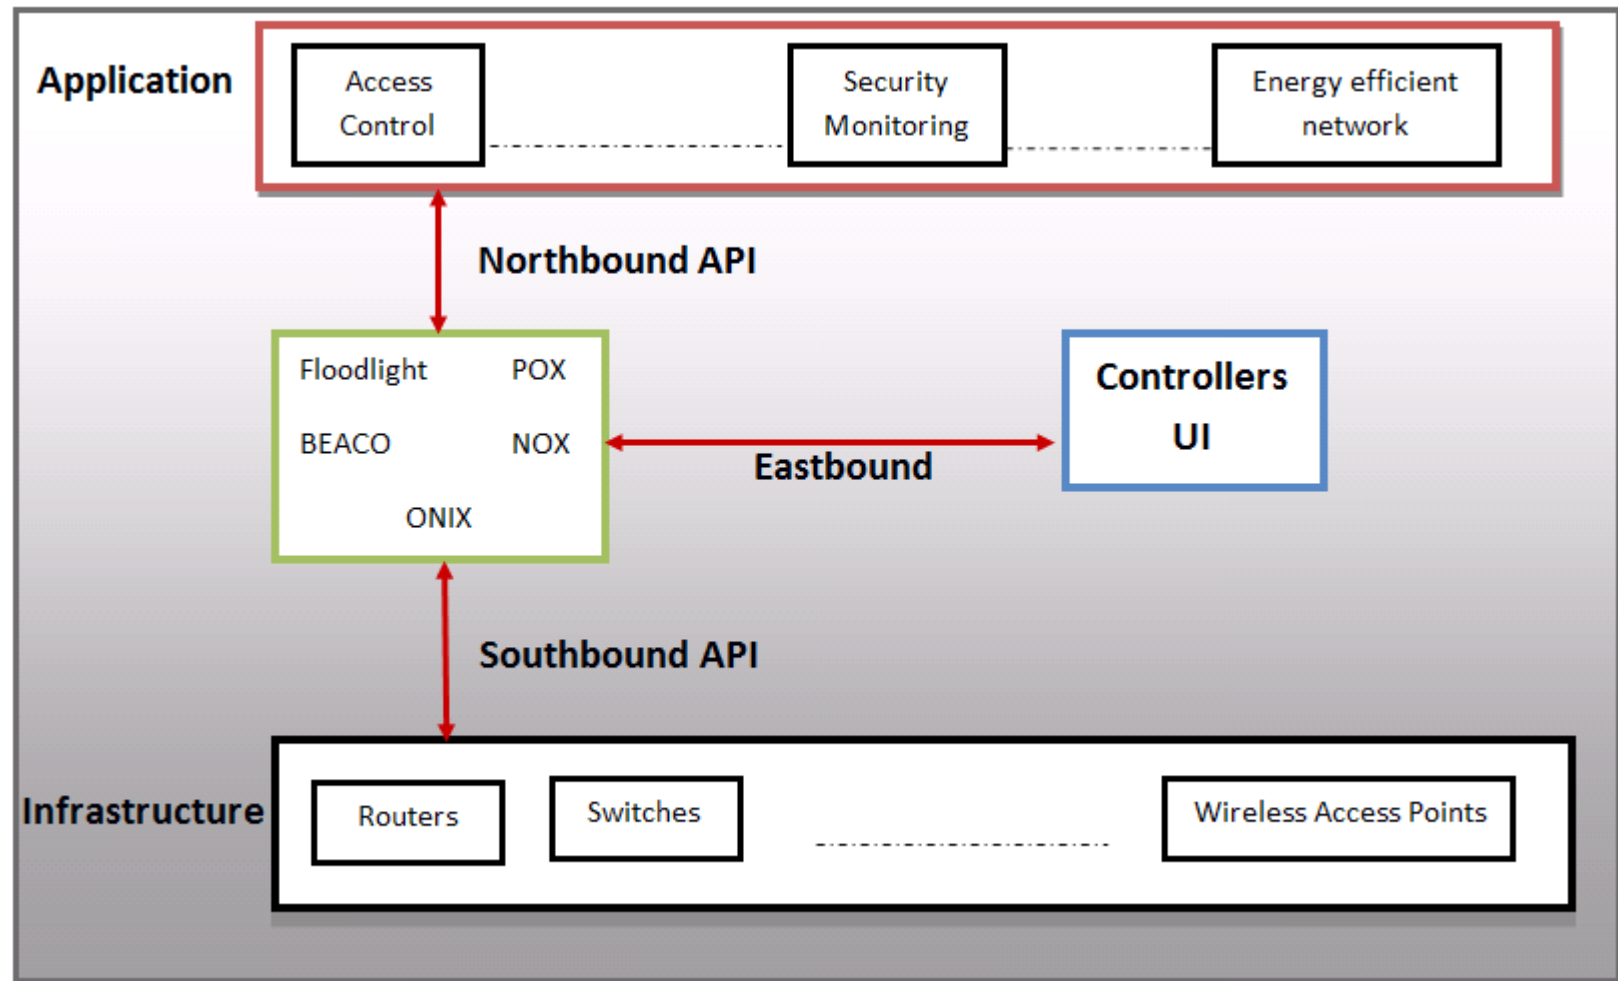 Application
Access
Control
Security
Monitoring
Energy efficient
network
Northbound API
Floodlight POX
BEACO NOX
ONIX
Eastbound
Controllers
UI
Southbound API
Infrastructure
Routers
Switches
Wireless Access Points